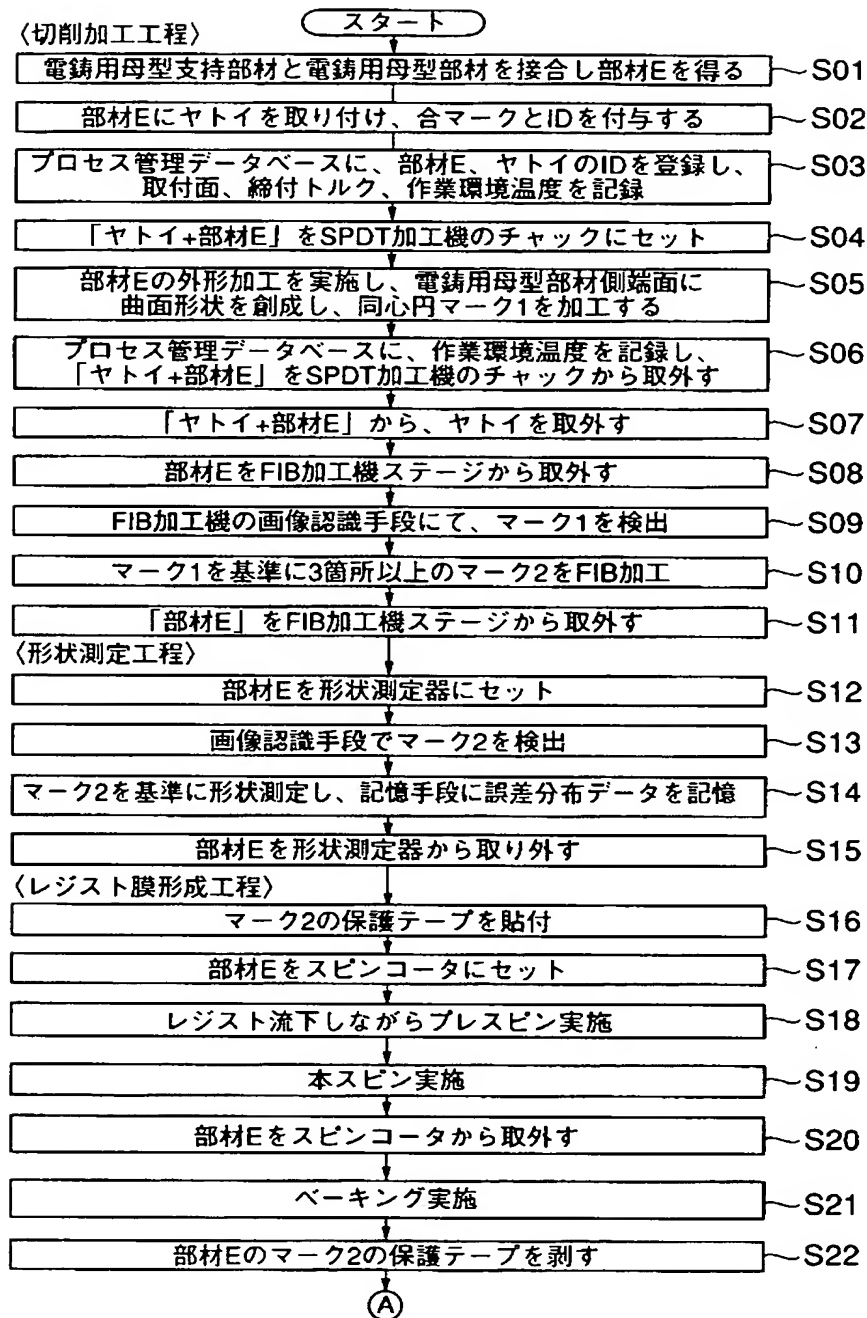 スタート
〈切削加工工程〉
電鋳用母型支持部材と電鋳用母型部材を接合し部材Eを得る
S01
部材Eにヤトイを取り付け、合マークとIDを付与する
S02
プロセス管理データベースに、部材E、ヤトイのIDを登録し、
取付面、締付トルク、作業環境温度を記録
S03
「ヤトイ+部材E」をSPDT加工機のチャックにセット
S04
部材Eの外形加工を実施し、電鋳用母型部材側端面に
曲面形状を創成し、同心円マーク1を加工する
S05
プロセス管理データベースに、作業環境温度を記録し、
「ヤトイ+部材E」をSPDT加工機のチャックから取外す
S06
「ヤトイ+部材E」から、ヤトイを取外す
S07
部材EをFIB加工機ステージから取外す
S08
FIB加工機の画像認識手段にて、マーク1を検出
S09
マーク1を基準に3箇所以上のマーク2をFIB加工
S10
「部材E」をFIB加工機ステージから取外す
S11
〈形状測定工程〉
部材Eを形状測定器にセット
S12
画像認識手段でマーク2を検出
S13
マーク2を基準に形状測定し、記憶手段に誤差分布データを記憶
S14
部材Eを形状測定器から取り外す
S15
〈レジスト膜形成工程〉
マーク2の保護テープを貼付
S16
部材Eをスピンコータにセット
S17
レジスト流下しながらプレスピン実施
S18
本スピン実施
S19
部材Eをスピンコータから取外す
S20
ベーキング実施
S21
部材Eのマーク2の保護テープを剥す
S22
A